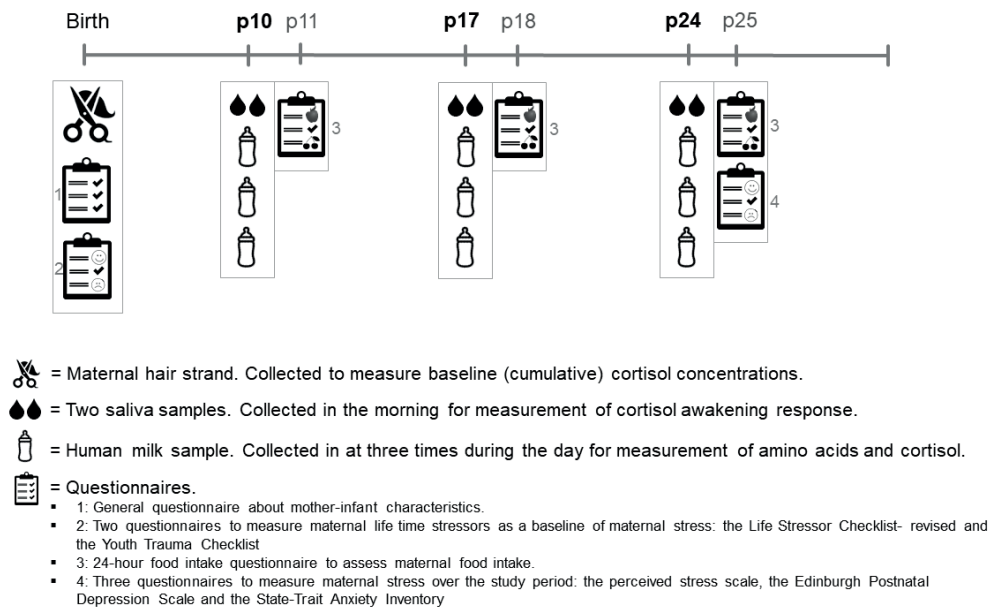 Birth p10 p11 p17 p18 p24 p25
3 3 3
1 4
2
= Maternal hair strand. Collected to measure baseline (cumulative) cortisol concentrations.
= Two saliva samples. Collected in the morning for measurement of cortisol awakening response.
= Human milk sample. Collected in at three times during the day for measurement of amino acids and cortisol.
= Questionnaires.
▪ 1: General questionnaire about mother-infant characteristics.
▪ 2: Two questionnaires to measure maternal life time stressors as a baseline of maternal stress: the Life Stressor Checklist- revised and
the Youth Trauma Checklist
▪ 3: 24-hour food intake questionnaire to assess maternal food intake.
▪ 4: Three questionnaires to measure maternal stress over the study period: the perceived stress scale, the Edinburgh Postnatal
Depression Scale and the State-Trait Anxiety Inventory